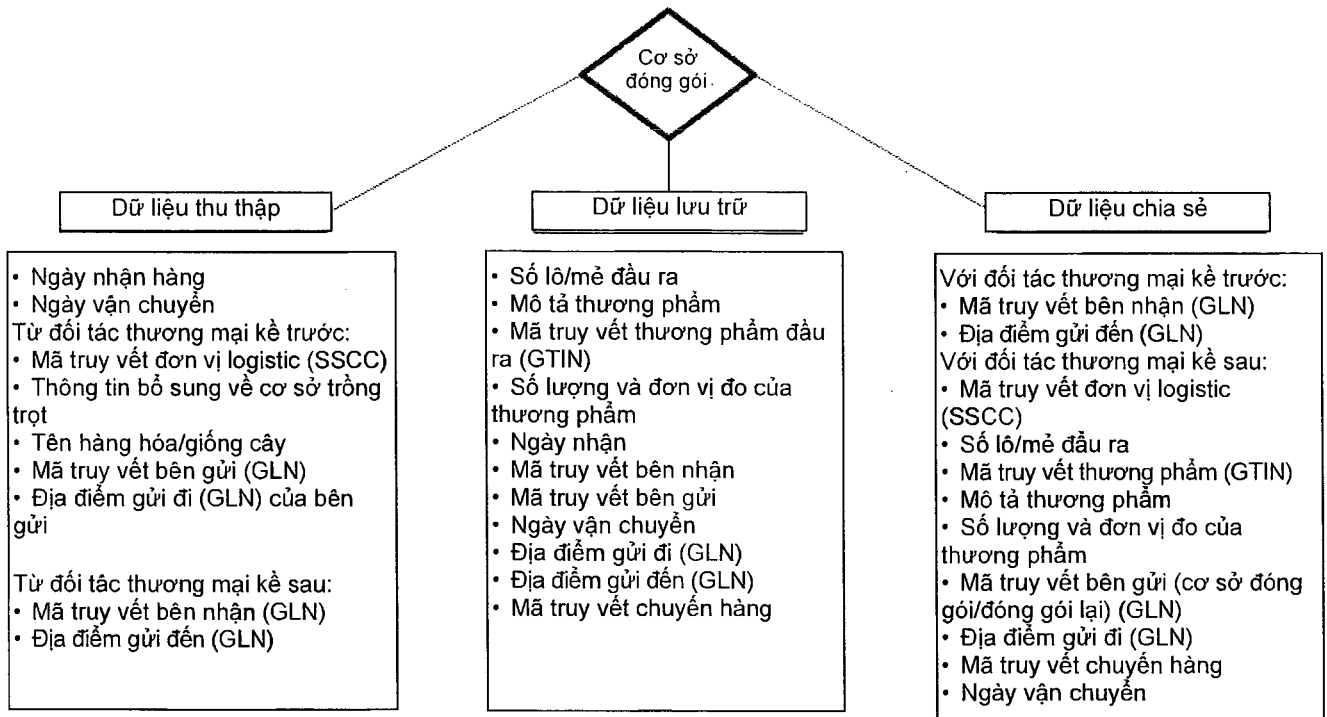 Cơ sở
đóng gói
Dữ liệu thu thập
• Ngày nhận hàng
• Ngày vận chuyển
Từ đối tác thương mại kề trước:
• Mã truy vết đơn vị logistic (SSCC)
• Thông tin bổ sung về cơ sở trồng
trọt
• Tên hàng hóa/giống cây
• Mã truy vết bên gửi (GLN)
• Địa điểm gửi đi (GLN) của bên
gửi
Từ đối tâc thương mại kề sau:
• Mã truy vết bên nhận (GLN)
• Địa điểm gửi đến (GLN)
Dữ liệu lưu trữ
• Số lô/mẻ đầu ra
• Mô tả thương phẩm
• Mã truy vết thương phẩm đầu
ra (GTIN)
• Số lượng và đơn vị đo của
thương phẩm
• Ngày nhận
• Mã truy vết bên nhận
• Mã truy vết bên gửi
• Ngày vận chuyển
• Địa điểm gửi đi (GLN)
• Địa điểm gửi đến (GLN)
• Mã truy vết chuyến hàng
Dữ liệu chia sẻ
Với đối tác thương mại kề trước:
• Mã truy vết bên nhận (GLN)
• Địa điểm gửi đến (GLN)
Với đối tác thương mại kề sau:
• Mã truy vết đơn vị logistic
(SSCC)
• Số lô/mẻ đầu ra
• Mã truy vết thương phẩm (GTIN)
• Mô tả thương phẩm
• Số lượng và đơn vị đo của
thương phẩm
• Mã truy vết bên gửi (cơ sở đóng
gói/đóng gói lại) (GLN)
• Địa điểm gửi đi (GLN)
• Mã truy vết chuyến hàng
• Ngày vận chuyển